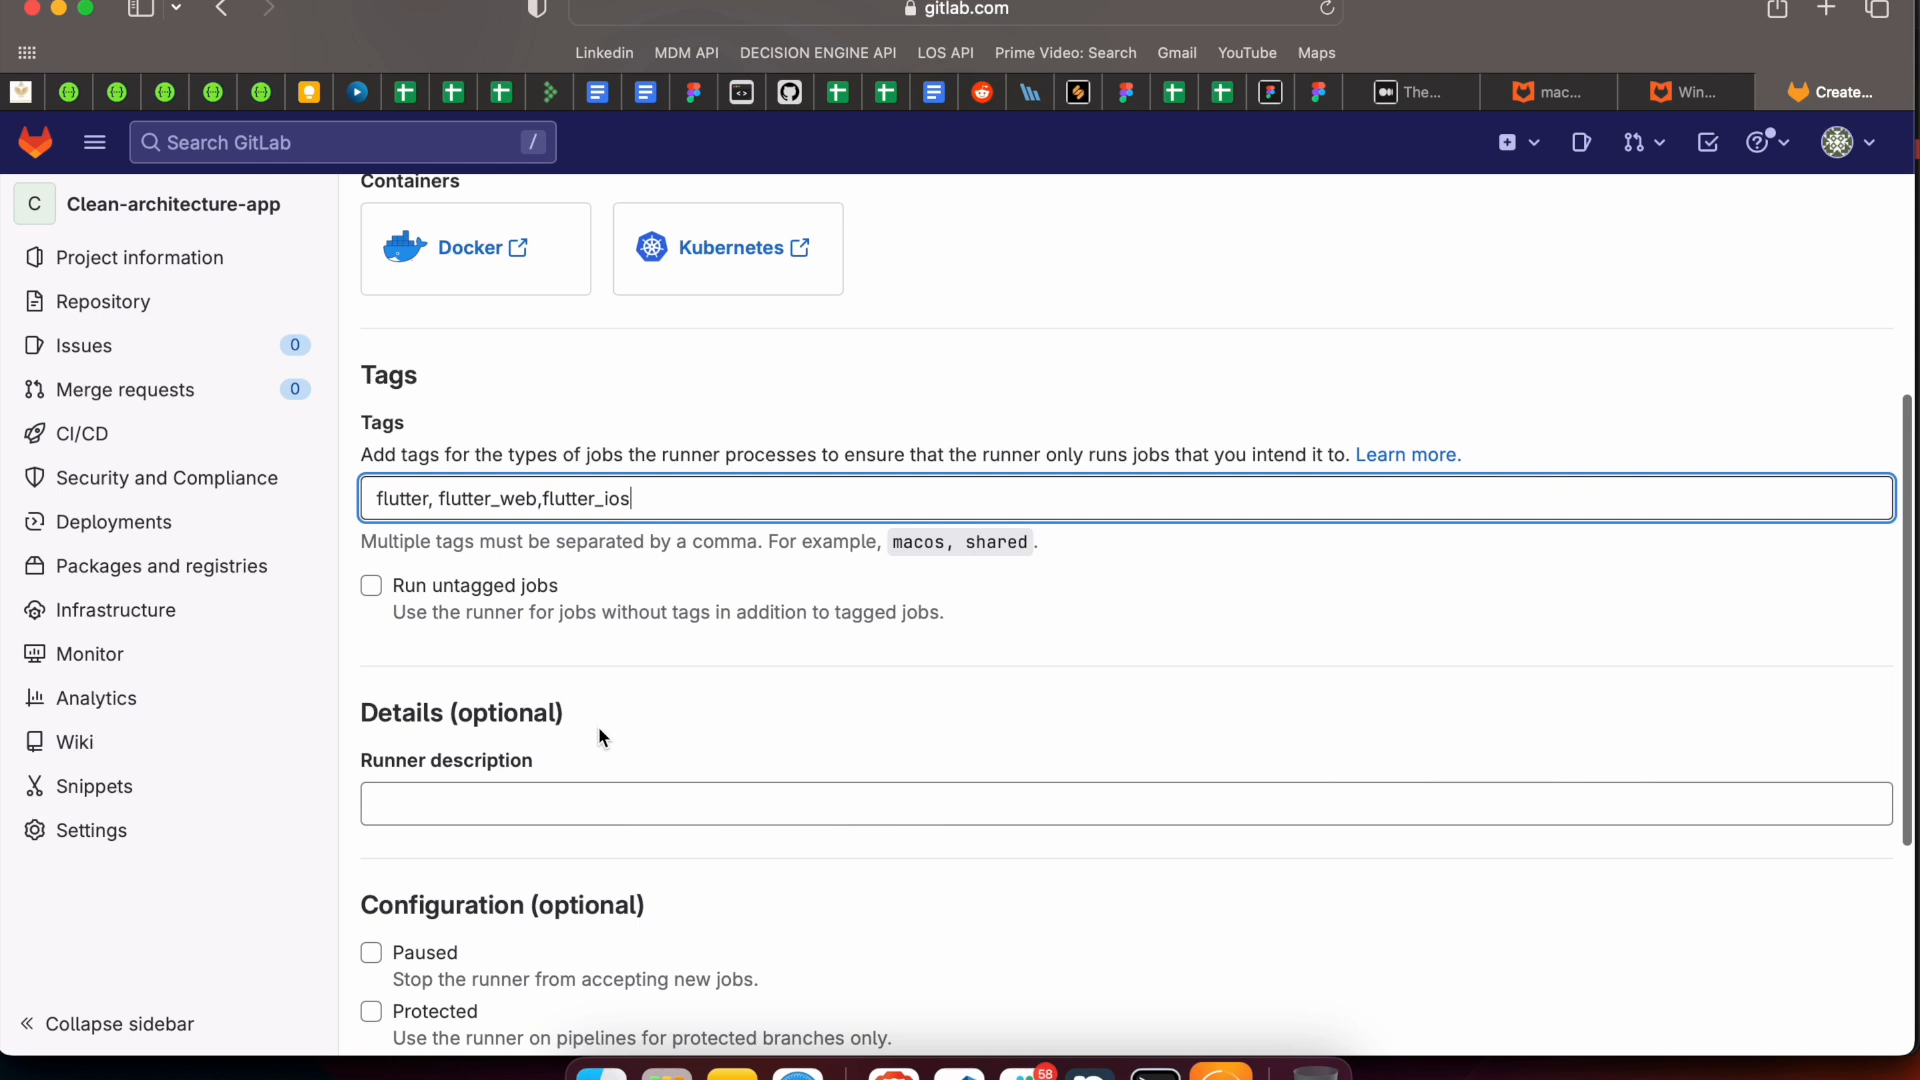 gitlab.com
Linkedin MDM API DECISION ENGINE API LOS API Prime Video: Search Gmail YouTube Maps
The... mac... Win... Create...
Search GitLab /
C Clean-architecture-app
Project information
Repository
Issues 0
Merge requests 0
CI/CD
Security and Compliance
Deployments
Packages and registries
Infrastructure
Monitor
Analytics
Wiki
Snippets
Settings
Collapse sidebar
Containers
Docker Kubernetes
Tags
Tags
Add tags for the types of jobs the runner processes to ensure that the runner only runs jobs that you intend it to. Learn more.
flutter, flutter_web,flutter_ios
Multiple tags must be separated by a comma. For example, macos, shared .
Run untagged jobs
Use the runner for jobs without tags in addition to tagged jobs.
Details (optional)
Runner description
Configuration (optional)
Paused
Stop the runner from accepting new jobs.
Protected
Use the runner on pipelines for protected branches only.
58